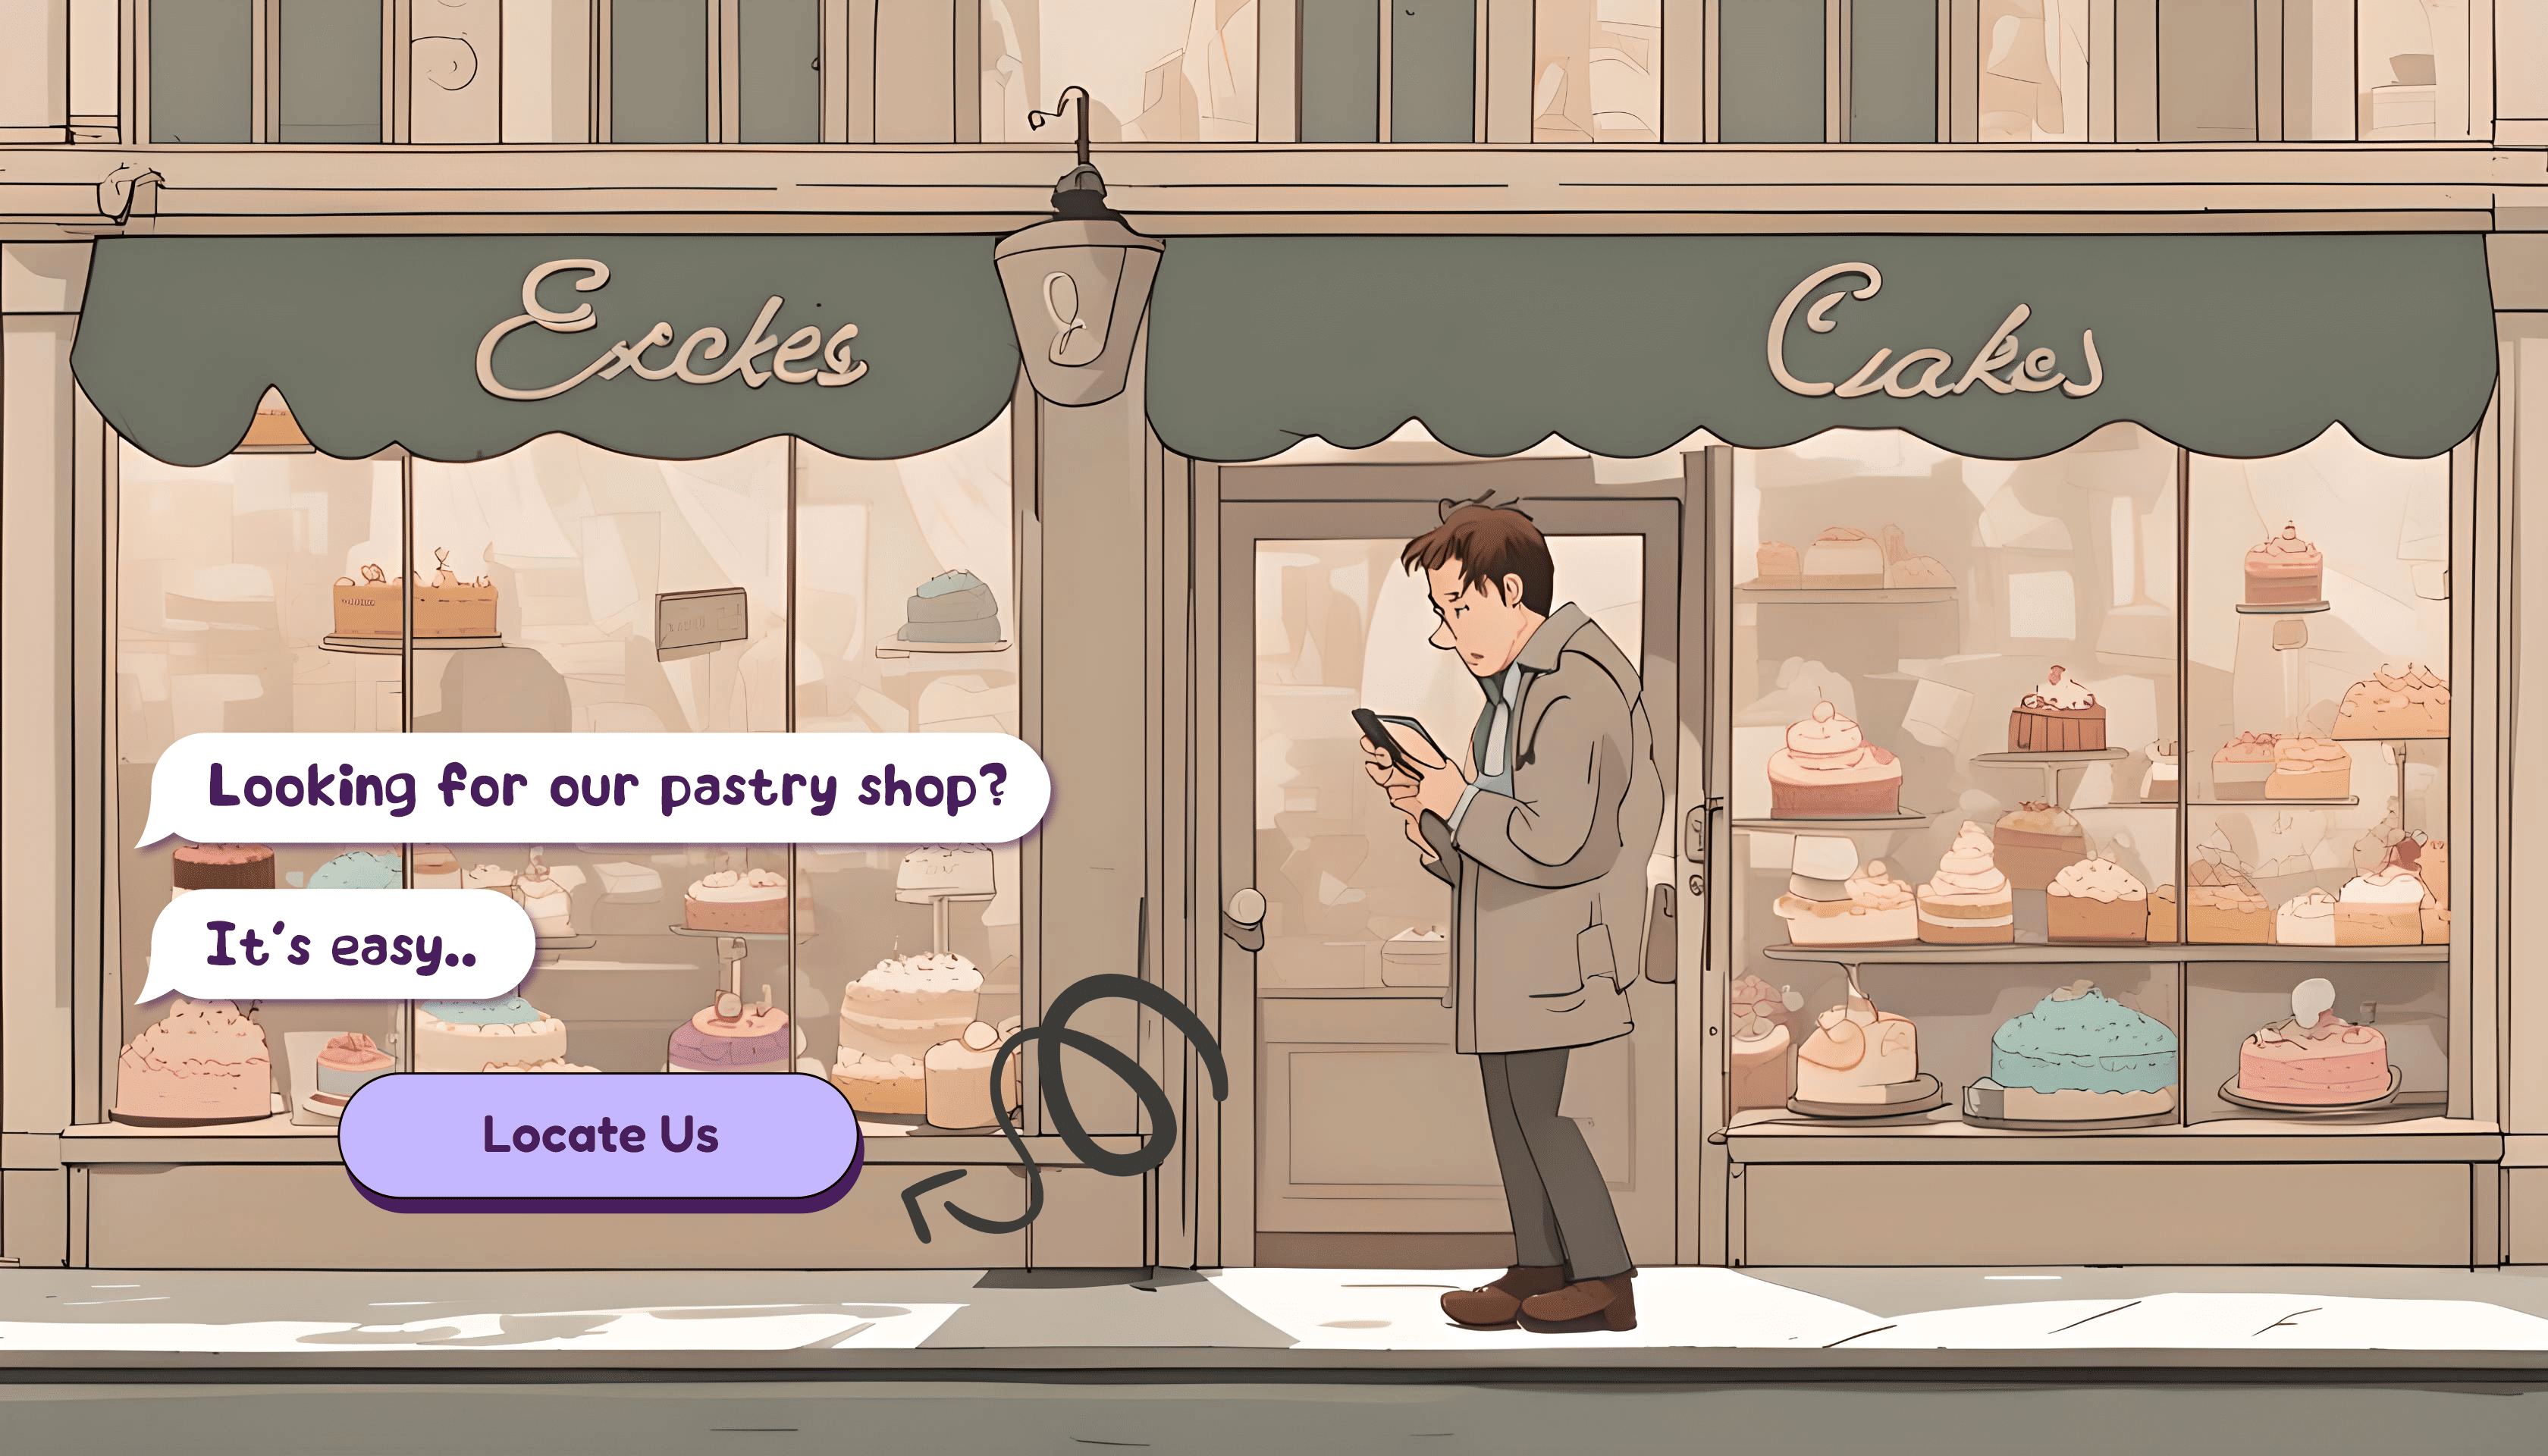 Exckes
Cakes
Looking for our pastry shop?
It's easy..
Locate Us